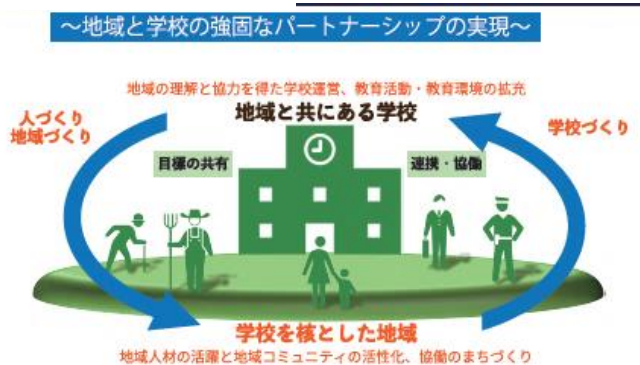 ～地域と学校の強固なパートナーシップの実現～
地域の理解と協力を得た学校運営、教育活動・教育環境の拡充
地域と共にある学校
人づくり
地域づくり
学校づくり
目標の共有
連携・協働
学校を核とした地域
地域人材の活躍と地域コミュニティの活性化、協働のまちづくり